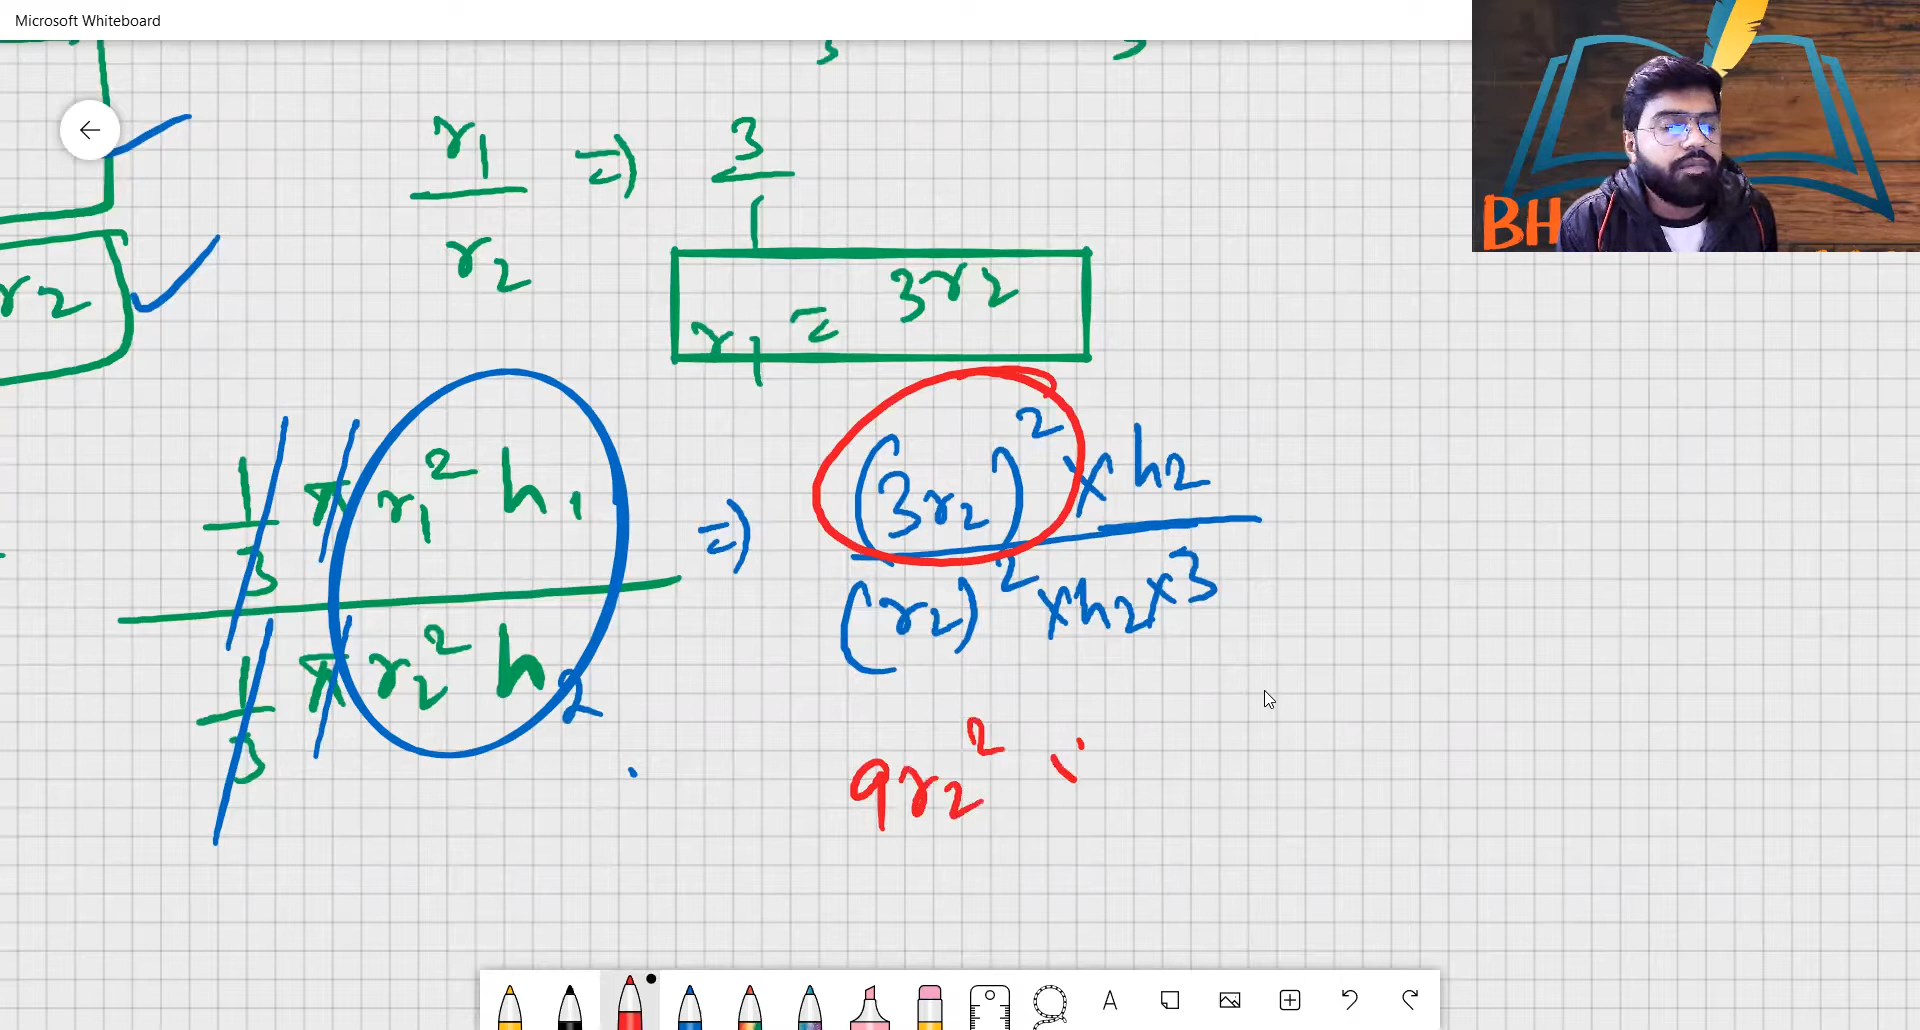 Microsoft Whiteboard
BH
r1 => 3
r2 1
r1 = 3r2
r2
1/3 π r1² h1 => (3r2)² × h2
1/3 π r2² h2 (r2)² × h2 × 3
9r2²
A